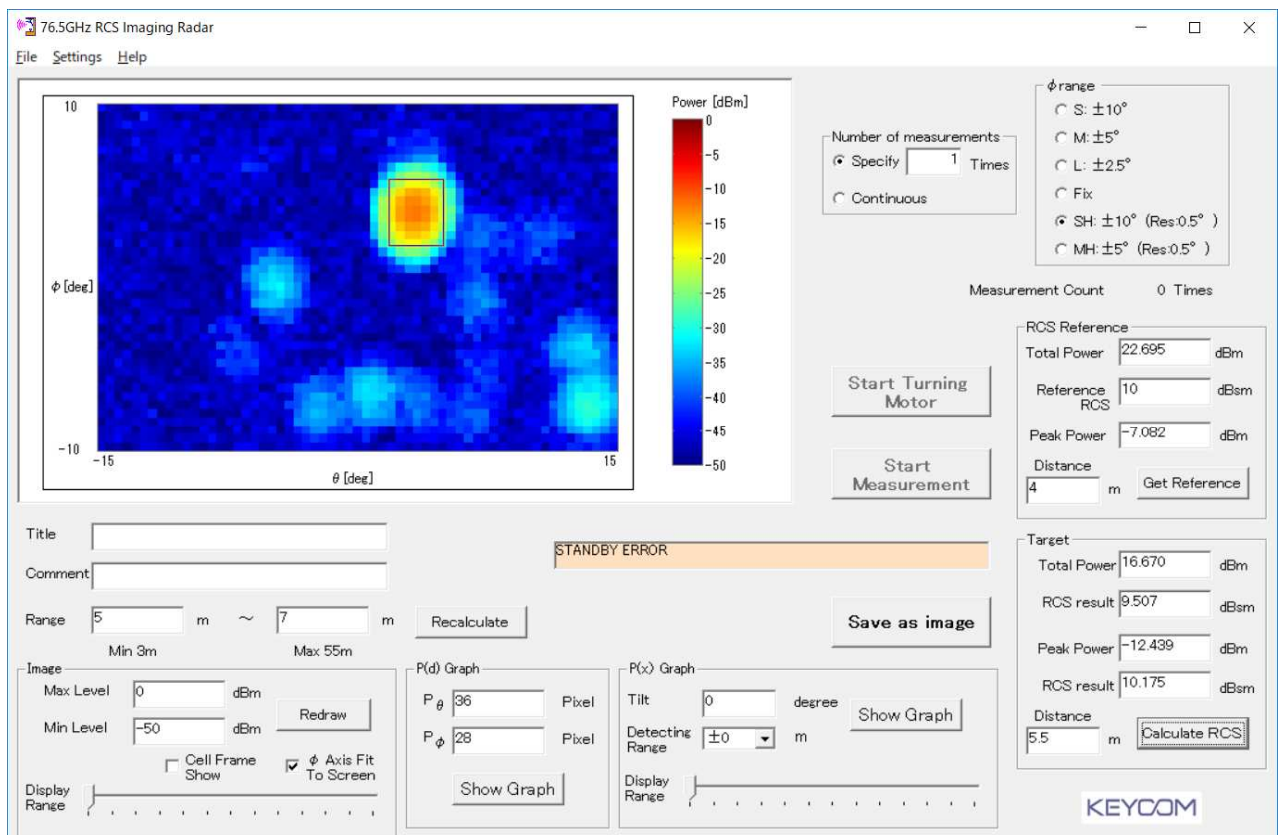 76.5GHz RCS Imaging Radar
File Settings Help
10
φ [deg]
-10
-15
15
θ [deg]
Power [dBm]
0
-5
-10
-15
-20
-25
-30
-35
-40
-45
-50
Number of measurements
Specify 1 Times
Continuous
φ range
S: ±10°
M: ±5°
L: ±2.5°
Fix
SH: ±10° (Res:0.5° )
MH: ±5° (Res:0.5° )
Measurement Count 0 Times
Start Turning
Motor
Start
Measurement
RCS Reference
Total Power 22.695 dBm
Reference
RCS 10 dBsm
Peak Power -7.082 dBm
Distance
4 m Get Reference
Title
Comment
STANDBY ERROR
Range 5 m ~ 7 m Recalculate
Min 3m Max 55m
Save as image
Target
Total Power 16.670 dBm
RCS result 9.507 dBsm
Peak Power -12.439 dBm
RCS result 10.175 dBsm
Distance
5.5 m Calculate RCS
Image
Max Level 0 dBm
Min Level -50 dBm
Redraw
Cell Frame
Show
φ Axis Fit
To Screen
Display
Range
P(d) Graph
Pθ 36 Pixel
Pφ 28 Pixel
Show Graph
P(x) Graph
Tilt 0 degree
Show Graph
Detecting
Range ±0 m
Display
Range
KEYCOM